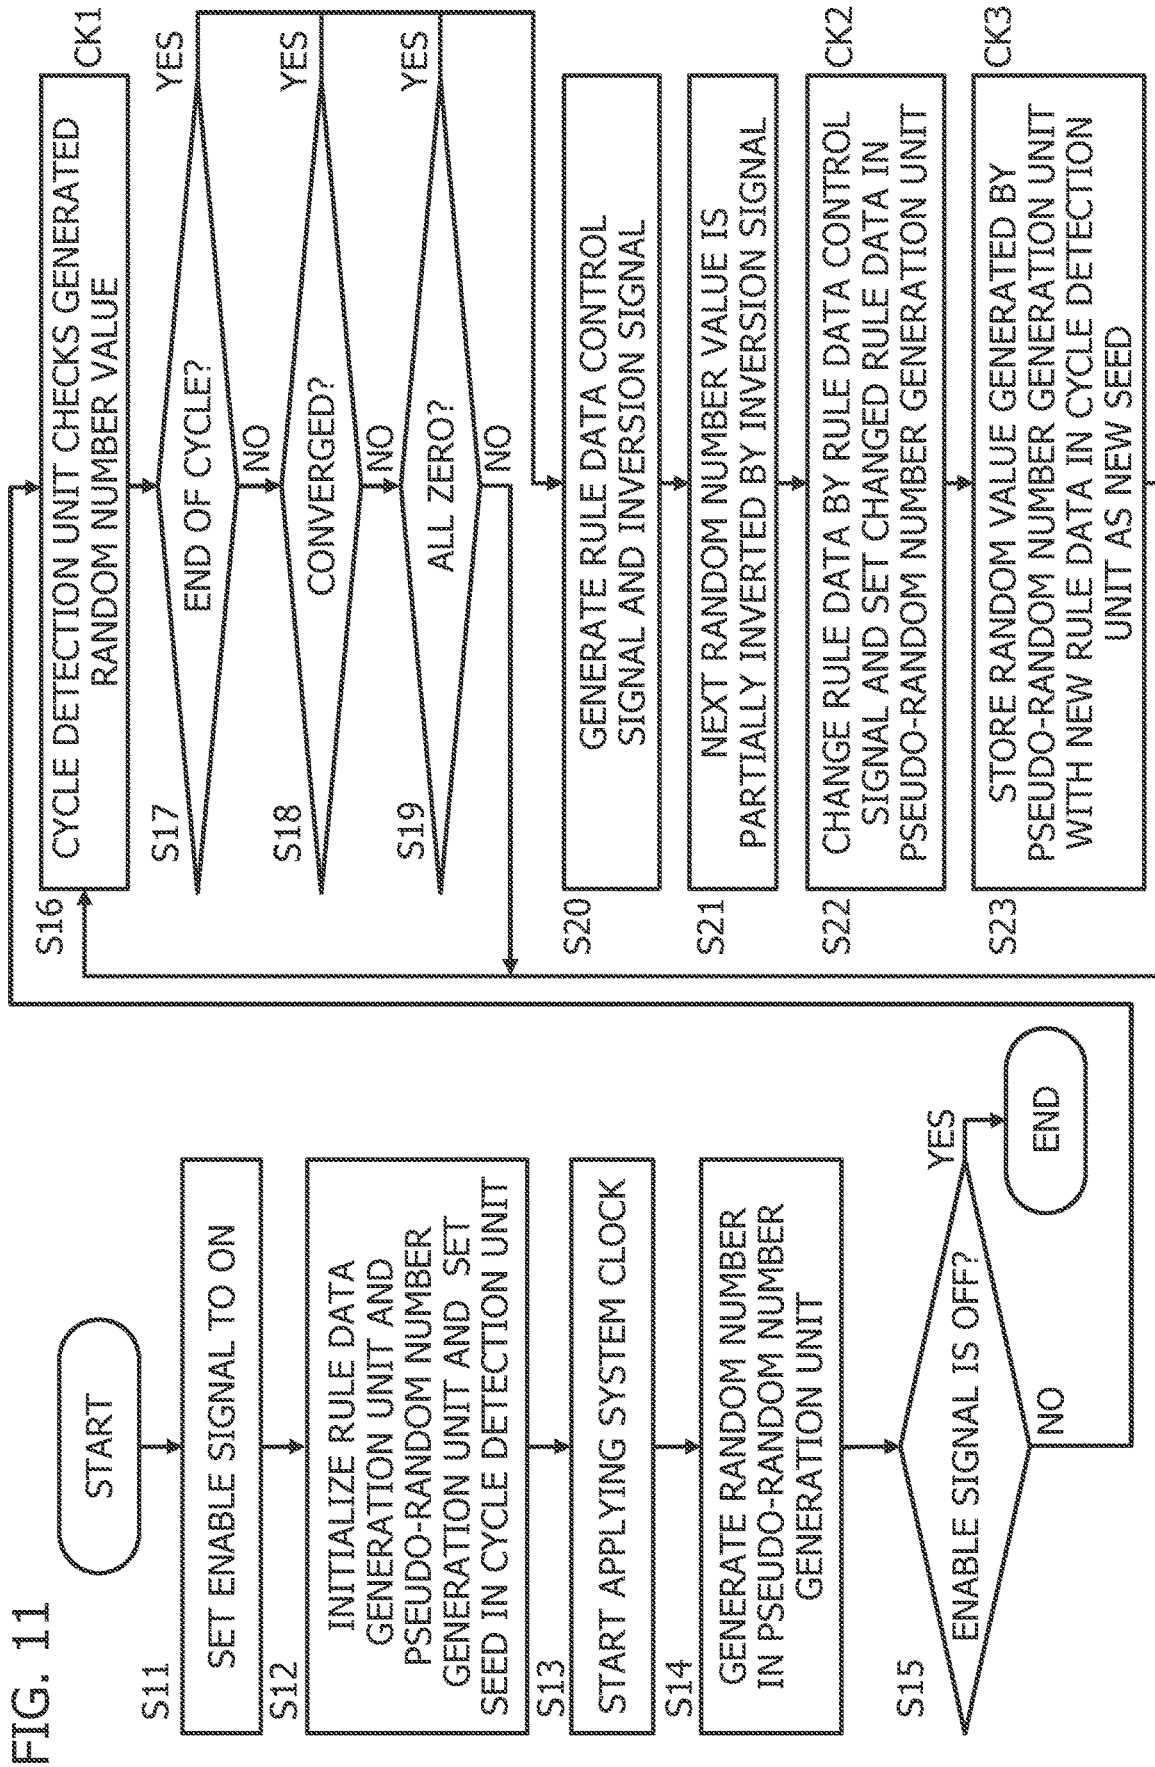 FIG. 11
START
S11
SET ENABLE SIGNAL TO ON
S12
INITIALIZE RULE DATA
GENERATION UNIT AND
PSEUDO-RANDOM NUMBER
GENERATION UNIT AND SET
SEED IN CYCLE DETECTION UNIT
S13
START APPLYING SYSTEM CLOCK
S14
GENERATE RANDOM NUMBER
IN PSEUDO-RANDOM NUMBER
GENERATION UNIT
S15
ENABLE SIGNAL IS OFF?
YES
NO
END
S16
CK1
CYCLE DETECTION UNIT CHECKS GENERATED
RANDOM NUMBER VALUE
S17
END OF CYCLE?
YES
NO
S18
CONVERGED?
YES
NO
S19
ALL ZERO?
YES
NO
S20
GENERATE RULE DATA CONTROL
SIGNAL AND INVERSION SIGNAL
S21
NEXT RANDOM NUMBER VALUE IS
PARTIALLY INVERTED BY INVERSION SIGNAL
S22
CK2
CHANGE RULE DATA BY RULE DATA CONTROL
SIGNAL AND SET CHANGED RULE DATA IN
PSEUDO-RANDOM NUMBER GENERATION UNIT
S23
CK3
STORE RANDOM VALUE GENERATED BY
PSEUDO-RANDOM NUMBER GENERATION UNIT
WITH NEW RULE DATA IN CYCLE DETECTION
UNIT AS NEW SEED